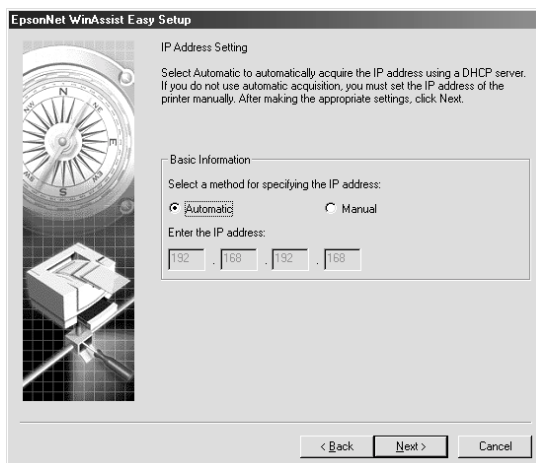 EpsonNet WinAssist Easy Setup
IP Address Setting
Select Automatic to automatically acquire the IP address using a DHCP server.
If you do not use automatic acquisition, you must set the IP address of the
printer manually. After making the appropriate settings, click Next.
Basic Information
Select a method for specifying the IP address:
Automatic Manual
Enter the IP address:
192 . 168 . 192 . 168
N
NE
E
S
SW
W
NW
< Back Next > Cancel